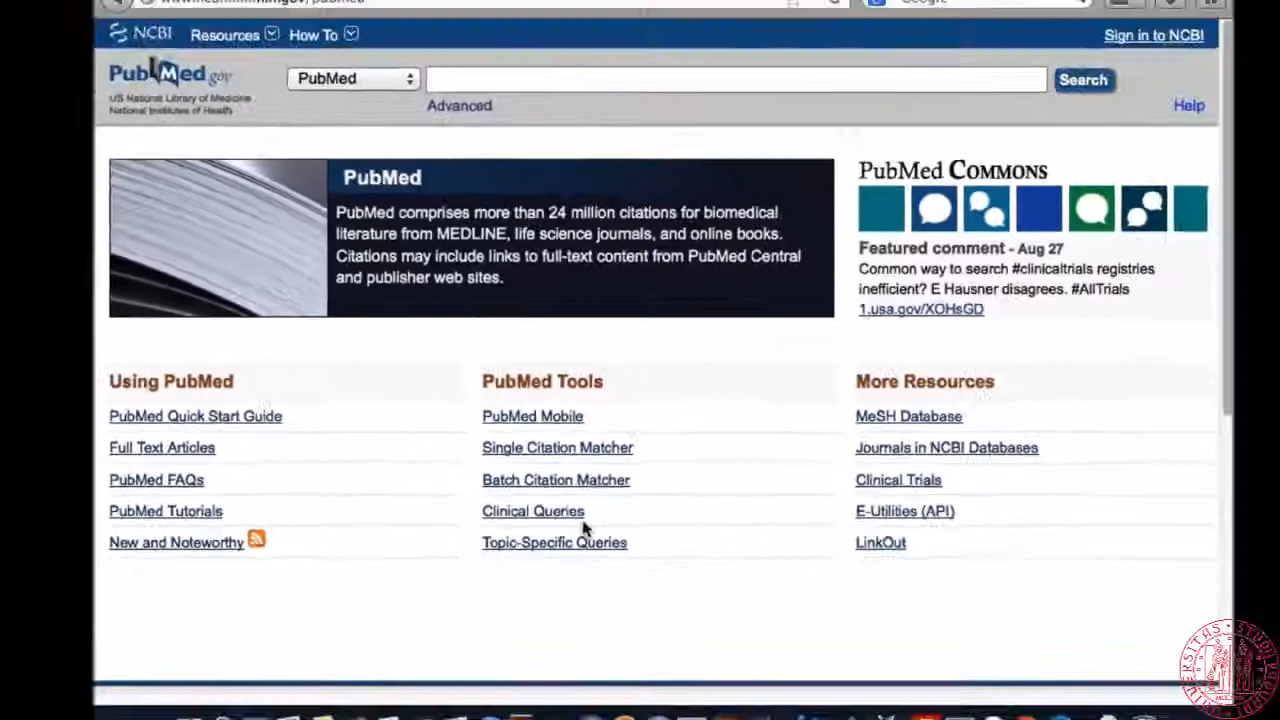 NCBI Resources How To Sign in to NCBI
PubMed.gov
US National Library of Medicine
National Institutes of Health
PubMed
Search
Advanced
Help
PubMed
PubMed comprises more than 24 million citations for biomedical
literature from MEDLINE, life science journals, and online books.
Citations may include links to full-text content from PubMed Central
and publisher web sites.
PubMed COMMONS
Featured comment - Aug 27
Common way to search #clinicaltrials registries
inefficient? E Hausner disagrees. #AllTrials
1.usa.gov/XOHsGD
Using PubMed
PubMed Quick Start Guide
Full Text Articles
PubMed FAQs
PubMed Tutorials
New and Noteworthy
PubMed Tools
PubMed Mobile
Single Citation Matcher
Batch Citation Matcher
Clinical Queries
Topic-Specific Queries
More Resources
MeSH Database
Journals in NCBI Databases
Clinical Trials
E-Utilities (API)
LinkOut